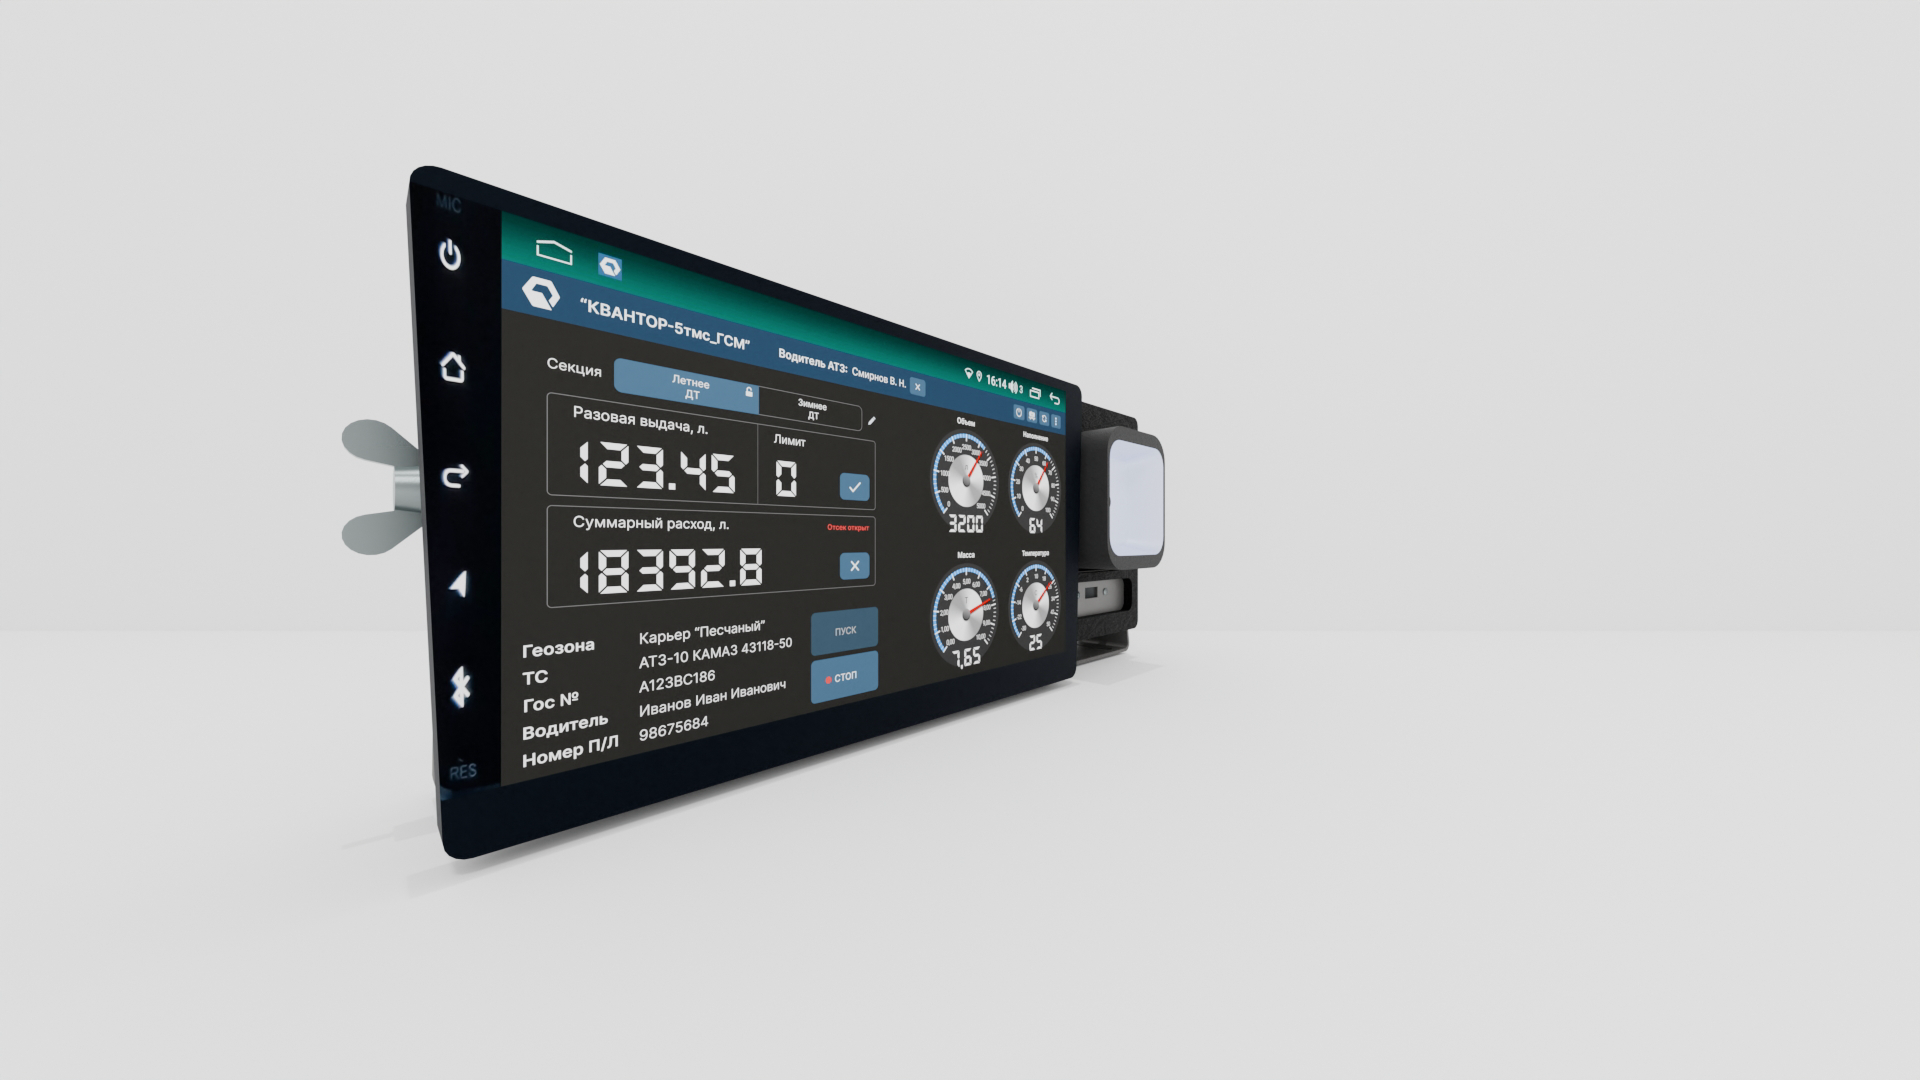 MIC
"КВАНТОР-5тмс_ГСМ"
Водитель АТЗ: Смирнов В. Н. x
16:14 3
Секция
Летнее ДТ
Зимнее ДТ
Разовая выдача, л.
123.45
Лимит
0
Суммарный расход, л.
Отсек открыт
18392.8
Геозона Карьер "Песчаный"
ТС АТЗ-10 КАМАЗ 43118-50
Гос № А123ВС186
Водитель Иванов Иван Иванович
Номер П/Л 98675684
ПУСК
СТОП
Объем
3200
Наполнение
64
Масса
7,65
Температура
25
RES